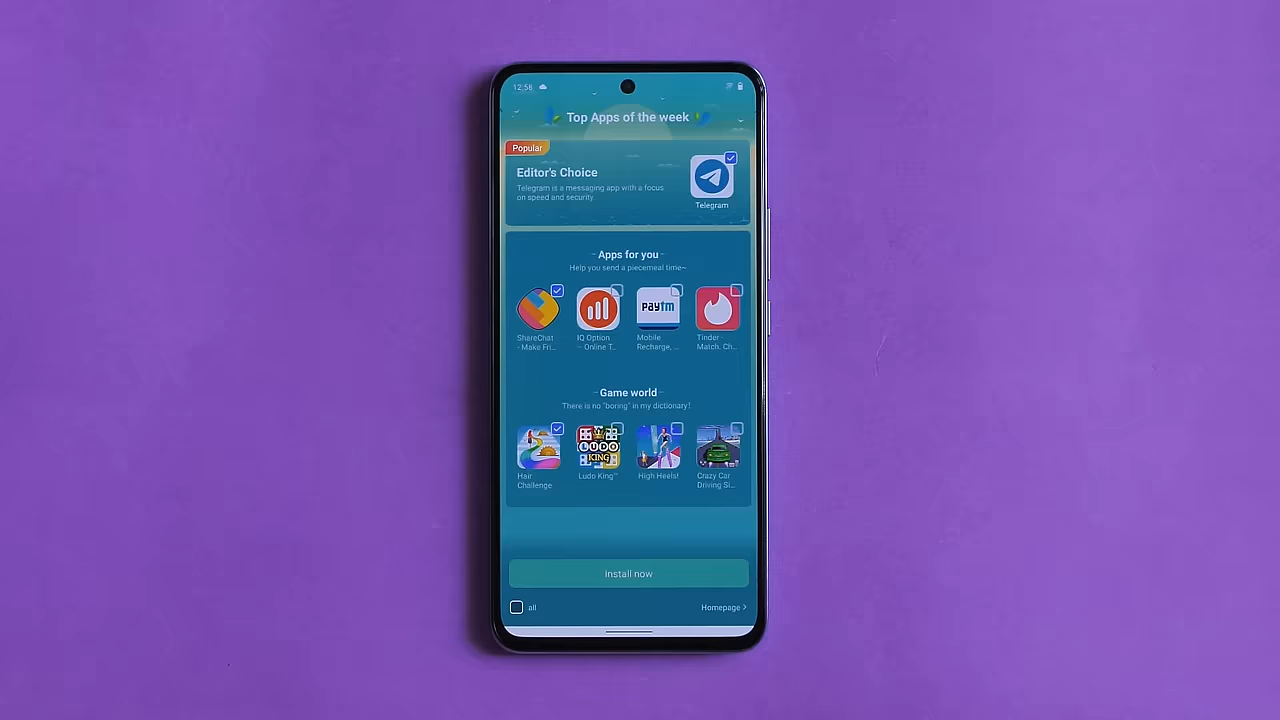 12:58
Top Apps of the week
Popular
Editor's Choice
Telegram is a messaging app with a focus
on speed and security.
Telegram
Apps for you
Help you send a piecemeal time~
paytm
ShareChat
- Make Fri...
IQ Option
– Online T...
Mobile
Recharge, ...
Tinder -
Match. Ch...
Game world
There is no "boring" in my dictionary!
LUDO
KING
Hair
Challenge
Ludo King™
High Heels!
Crazy Car
Driving Si...
Install now
all
Homepage >